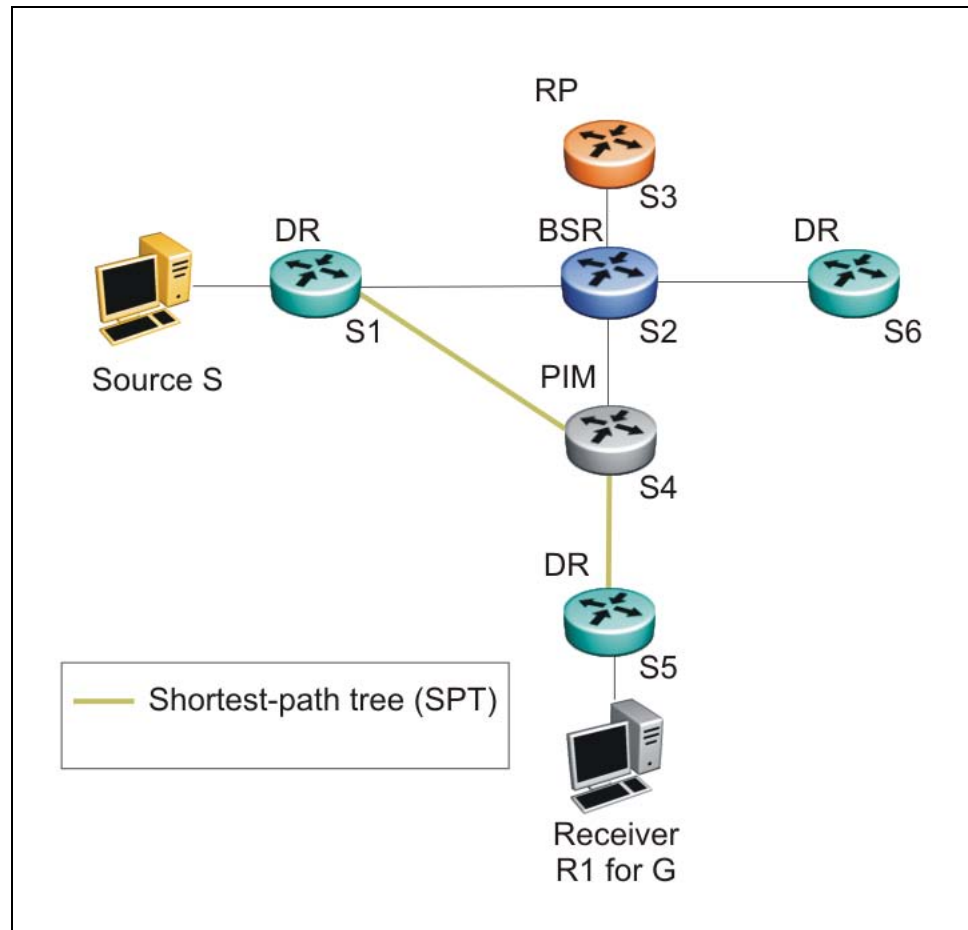 RP
S3
DR
BSR
DR
S1
S2
S6
Source S
PIM
S4
DR
S5
Shortest-path tree (SPT)
Receiver
R1 for G